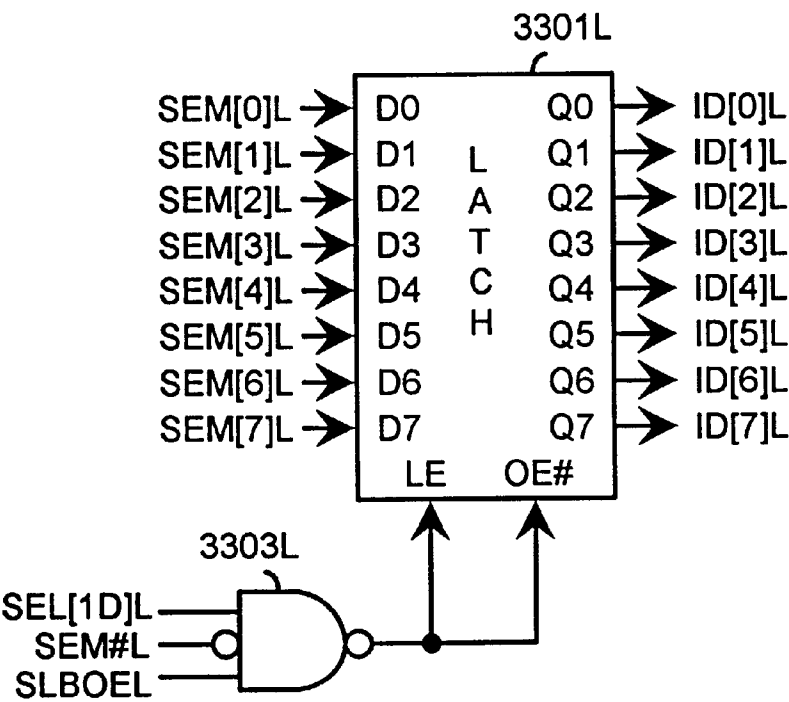 3301L
SEM[0]L D0 Q0 ID[0]L
SEM[1]L D1 Q1 ID[1]L
SEM[2]L D2 Q2 ID[2]L
SEM[3]L D3 Q3 ID[3]L
SEM[4]L D4 Q4 ID[4]L
SEM[5]L D5 Q5 ID[5]L
SEM[6]L D6 Q6 ID[6]L
SEM[7]L D7 Q7 ID[7]L
LATCH
LE OE#
3303L
SEL[1D]L
SEM#L
SLBOEL